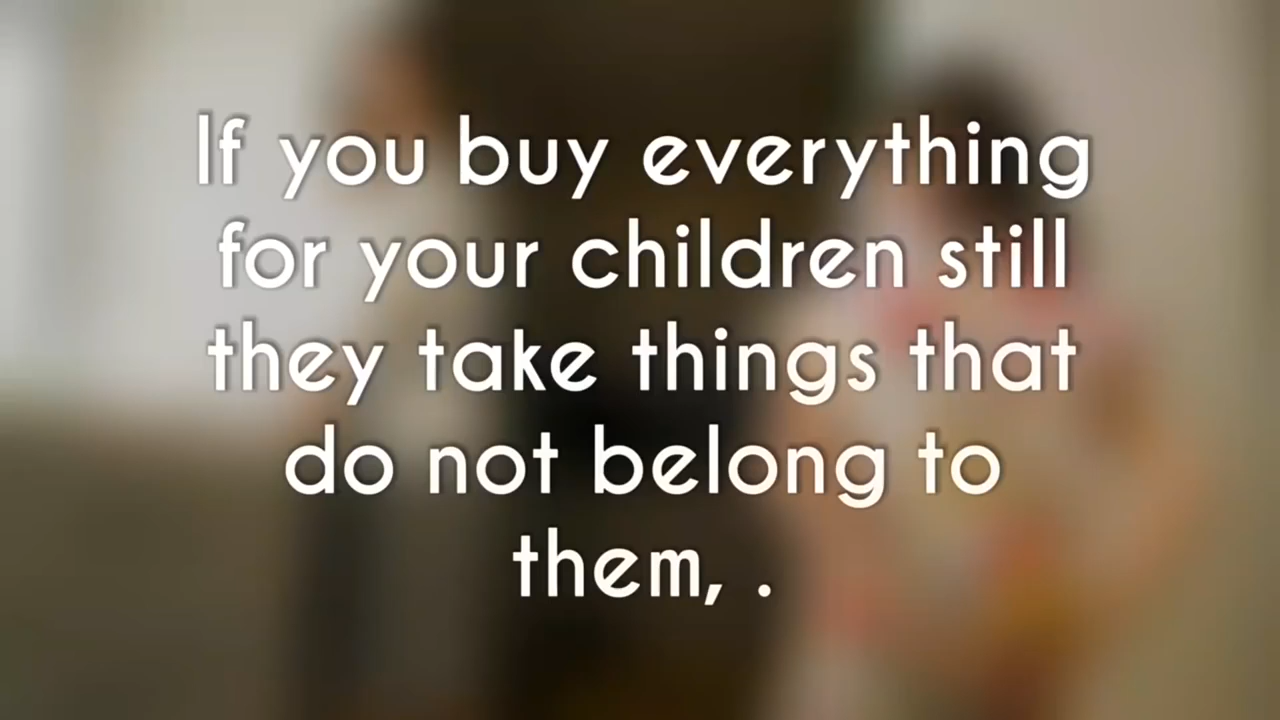 If you buy everything
for your children still
they take things that
do not belong to
them, .